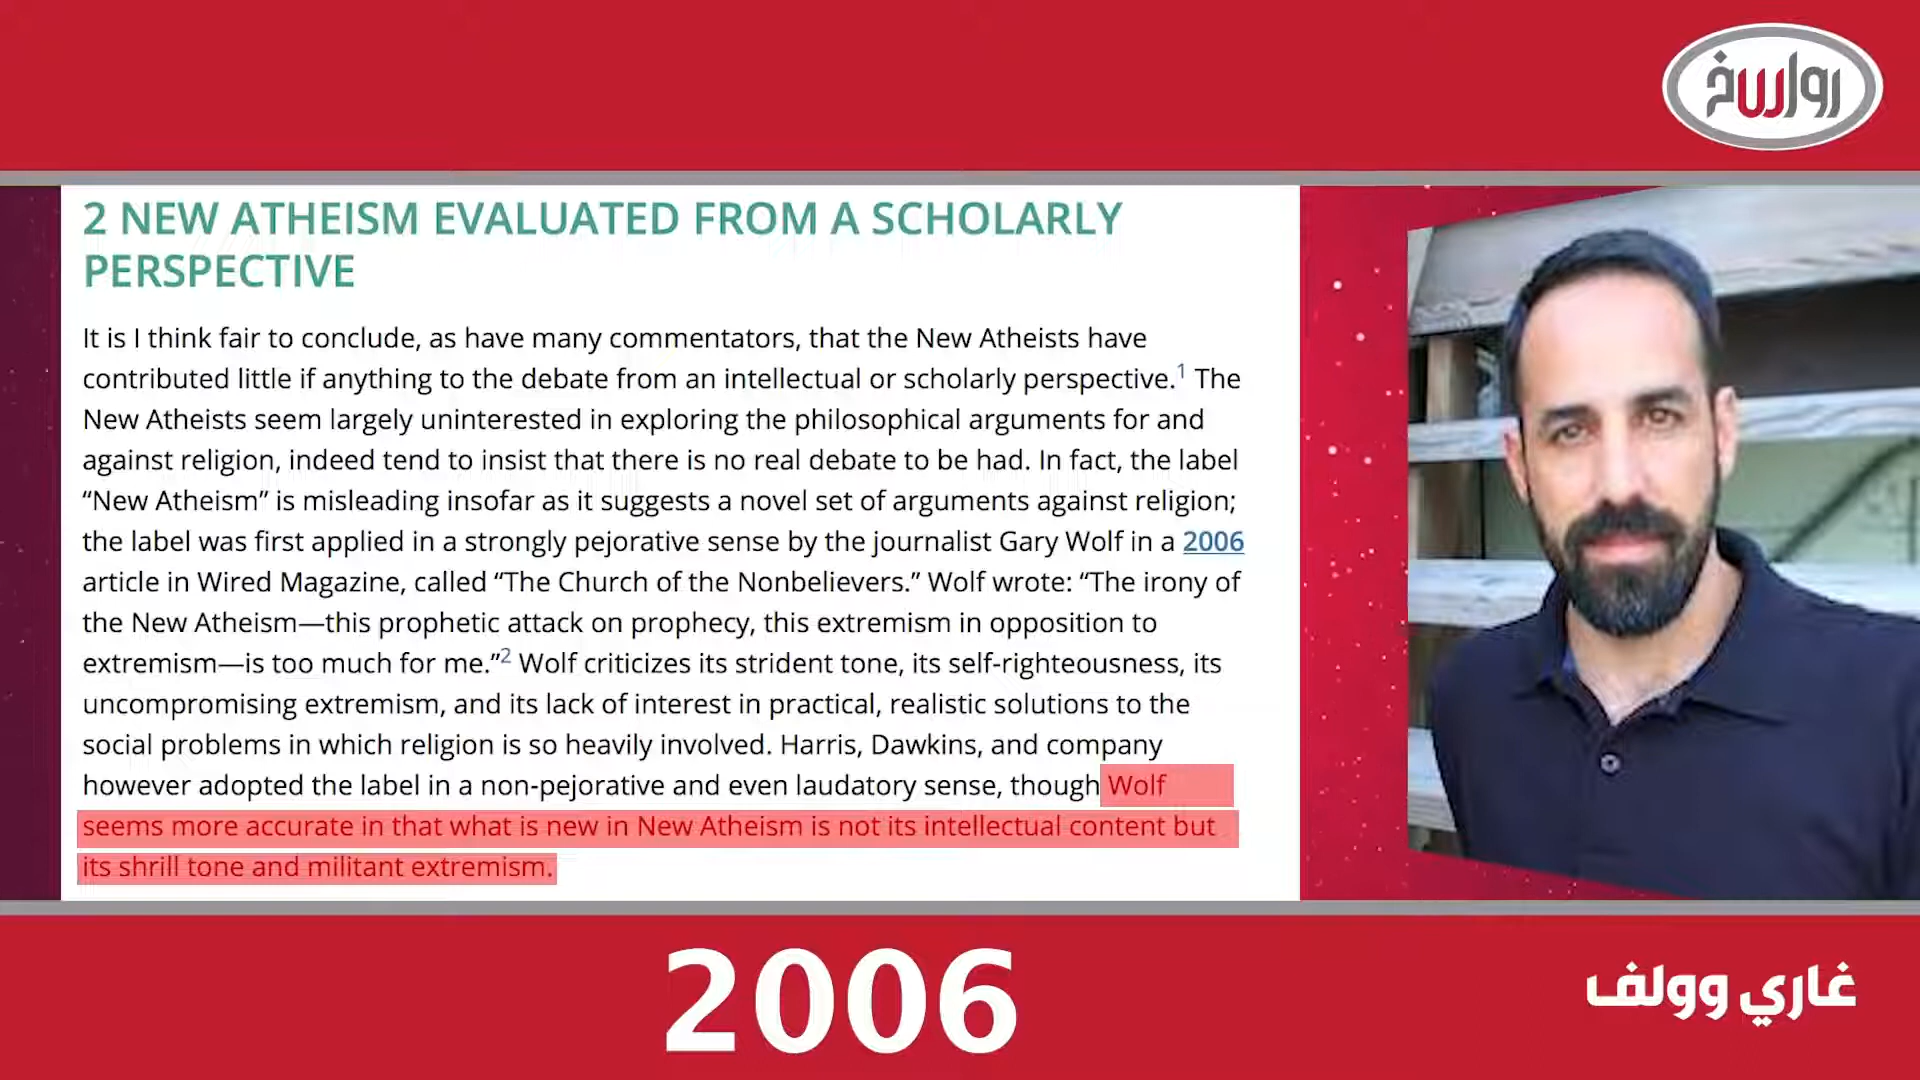 رواسخ
2 NEW ATHEISM EVALUATED FROM A SCHOLARLY
PERSPECTIVE
It is I think fair to conclude, as have many commentators, that the New Atheists have
contributed little if anything to the debate from an intellectual or scholarly perspective.1 The
New Atheists seem largely uninterested in exploring the philosophical arguments for and
against religion, indeed tend to insist that there is no real debate to be had. In fact, the label
“New Atheism” is misleading insofar as it suggests a novel set of arguments against religion;
the label was first applied in a strongly pejorative sense by the journalist Gary Wolf in a 2006
article in Wired Magazine, called “The Church of the Nonbelievers.” Wolf wrote: “The irony of
the New Atheism—this prophetic attack on prophecy, this extremism in opposition to
extremism—is too much for me.”2 Wolf criticizes its strident tone, its self-righteousness, its
uncompromising extremism, and its lack of interest in practical, realistic solutions to the
social problems in which religion is so heavily involved. Harris, Dawkins, and company
however adopted the label in a non-pejorative and even laudatory sense, though Wolf
seems more accurate in that what is new in New Atheism is not its intellectual content but
its shrill tone and militant extremism.
2006
غاري وولف